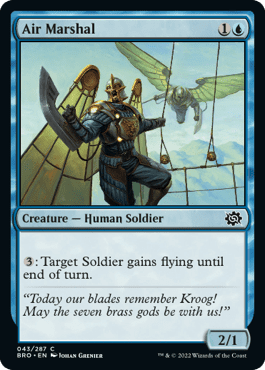 Air Marshal 1
Creature — Human Soldier
3: Target Soldier gains flying until
end of turn.
"Today our blades remember Kroog!
May the seven brass gods be with us!"
2/1
043/287 C
BRO • EN Johan Grenier ™ & © 2022 Wizards of the Coast